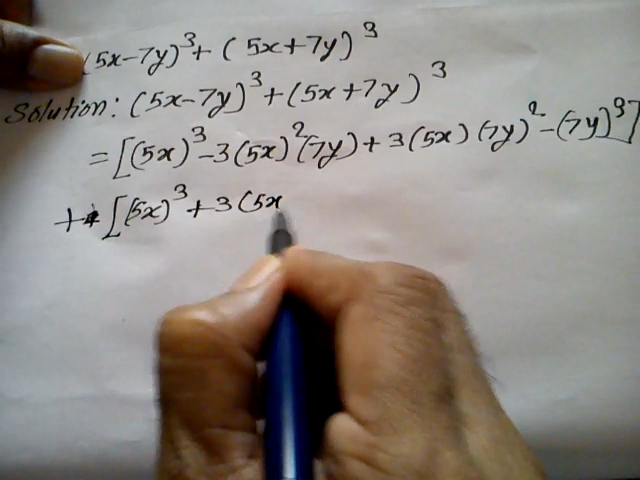 (5x-7y)³+(5x+7y)³
Solution: (5x-7y)³+(5x+7y)³
=[(5x)³-3(5x)²(7y)+3(5x)(7y)²-(7y)³]
+[(5x)³+3(5x